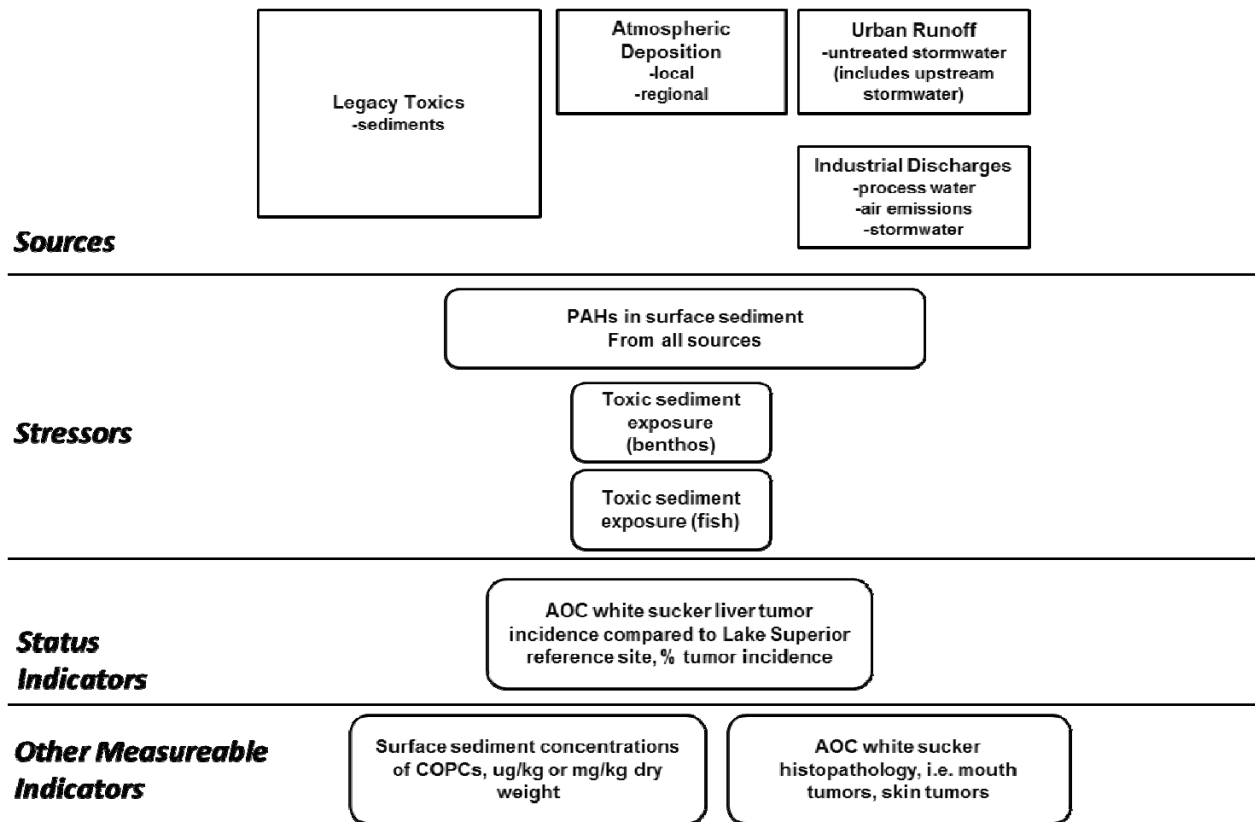 Legacy Toxics
-sediments
Atmospheric
Deposition
-local
-regional
Urban Runoff
-untreated stormwater
(includes upstream
stormwater)
Industrial Discharges
-process water
-air emissions
-stormwater
Sources
PAHs in surface sediment
From all sources
Stressors
Toxic sediment
exposure
(benthos)
Toxic sediment
exposure (fish)
Status
Indicators
AOC white sucker liver tumor
incidence compared to Lake Superior
reference site, % tumor incidence
Other Measureable
Indicators
Surface sediment concentrations
of COPCs, ug/kg or mg/kg dry
weight
AOC white sucker
histopathology, i.e. mouth
tumors, skin tumors